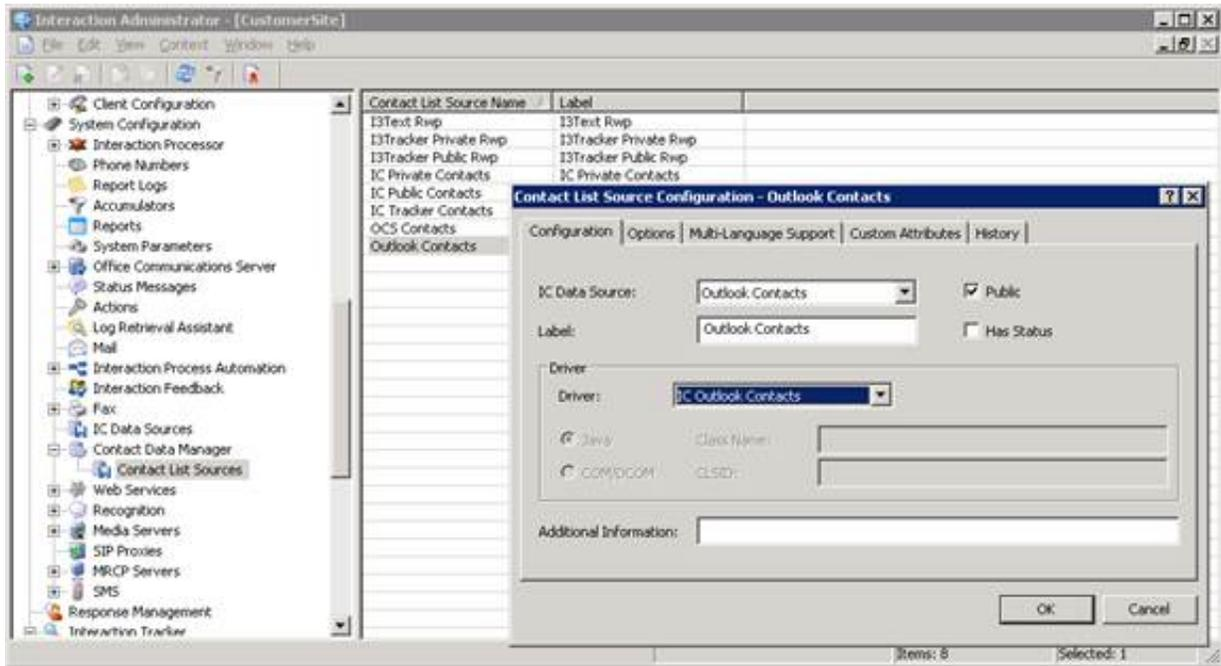 Interaction Administrator - [CustomerSite]
File Edit View Context Window Help
Client Configuration
System Configuration
Interaction Processor
Phone Numbers
Report Logs
Accumulators
Reports
System Parameters
Office Communications Server
Status Messages
Actions
Log Retrieval Assistant
Mail
Interaction Process Automation
Interaction Feedback
Fax
IC Data Sources
Contact Data Manager
Contact List Sources
Web Services
Recognition
Media Servers
SIP Proxies
MRCP Servers
SMS
Response Management
Interaction Tracker
Contact List Source Name Label
I3Text Rwp I3Text Rwp
I3Tracker Private Rwp I3Tracker Private Rwp
I3Tracker Public Rwp I3Tracker Public Rwp
IC Private Contacts IC Private Contacts
IC Public Contacts
IC Tracker Contacts
OCS Contacts
Outlook Contacts
Contact List Source Configuration - Outlook Contacts
Configuration Options Multi-Language Support Custom Attributes History
IC Data Source: Outlook Contacts Public
Label: Outlook Contacts Has Status
Driver
Driver: IC Outlook Contacts
Java Class Name:
COM/DCOM CLSID:
Additional Information:
OK Cancel
Items: 8 Selected: 1